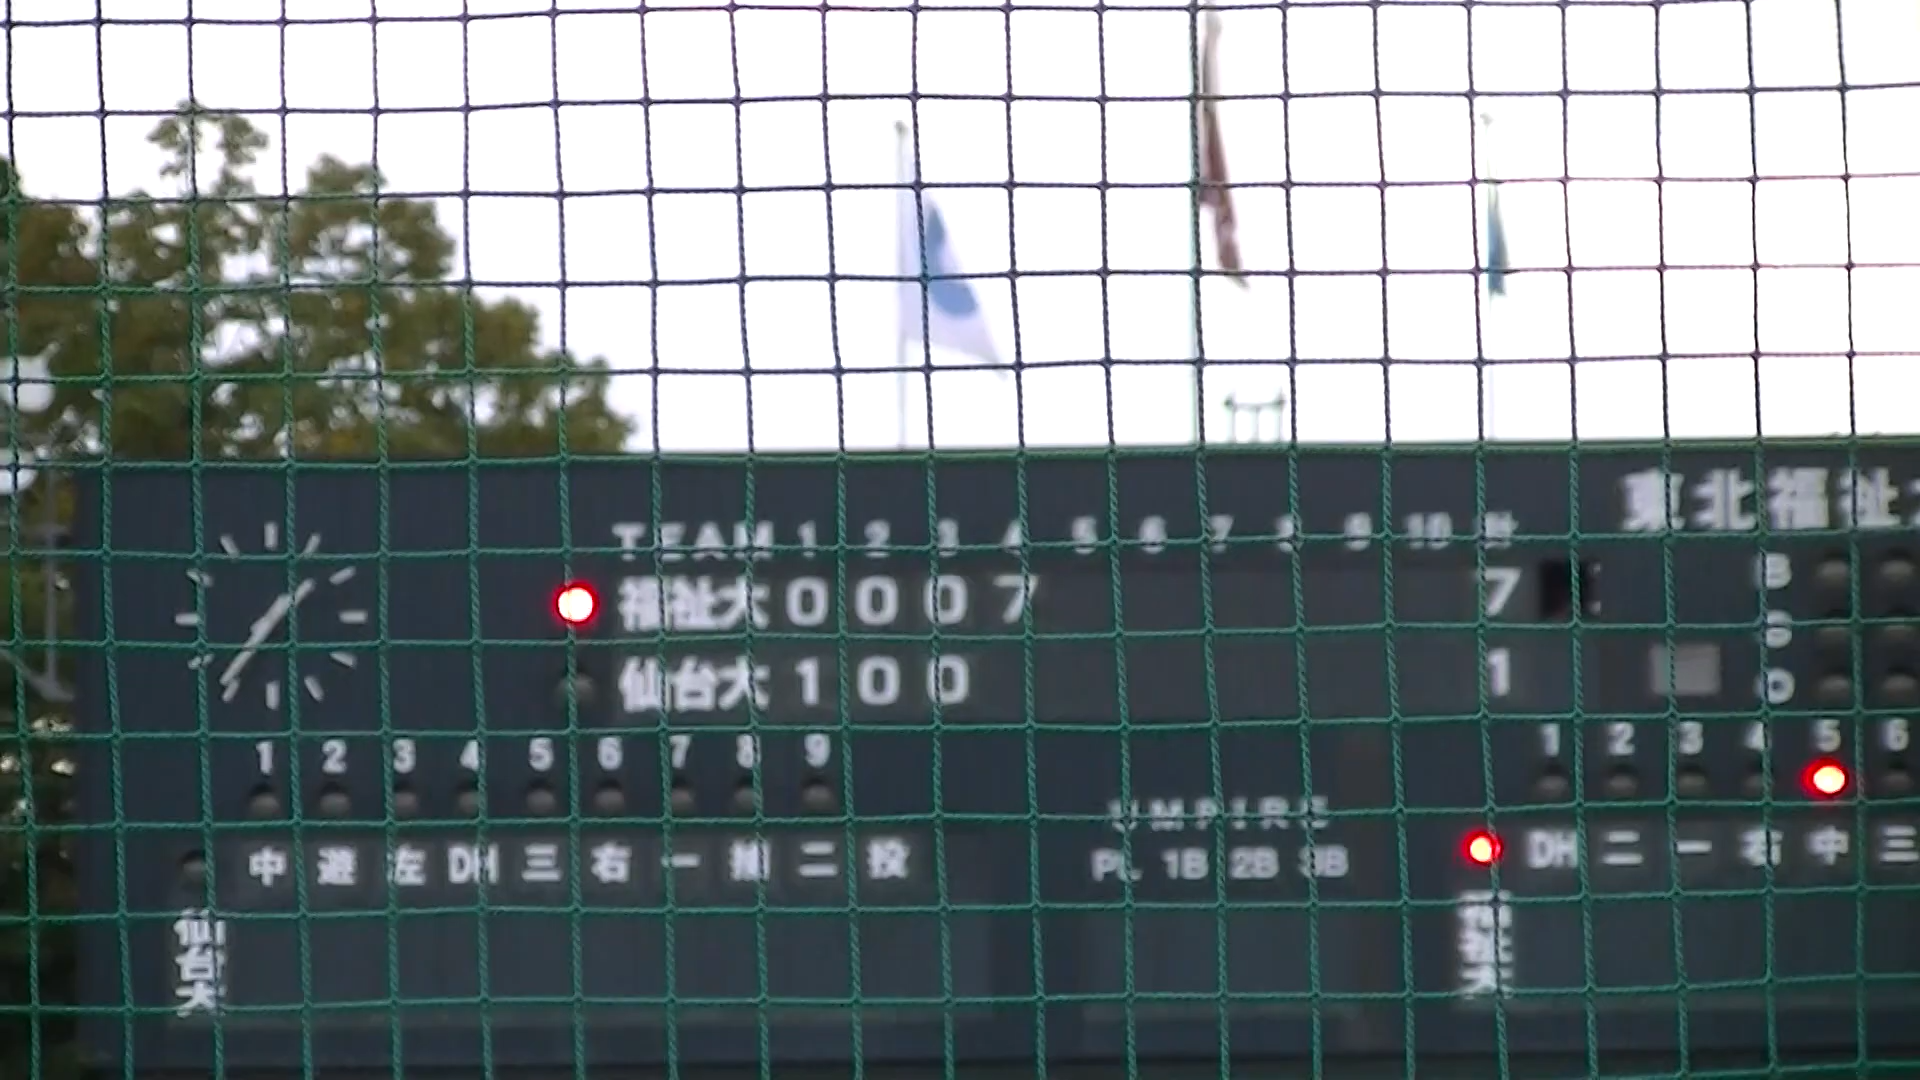 東北福祉
TEAM 1 2 3 4 5 6 7 8 9 10 計
福祉大 0 0 0 7 7
仙台大 1 0 0 1
B
S
O
1 2 3 4 5 6 7 8 9
中 遊 左 DH 三 右 一 捕 二 投
仙台大
UMPIRE
PL 1B 2B 3B
1 2 3 4 5 6
DH 二 一 右 中 三
福祉大